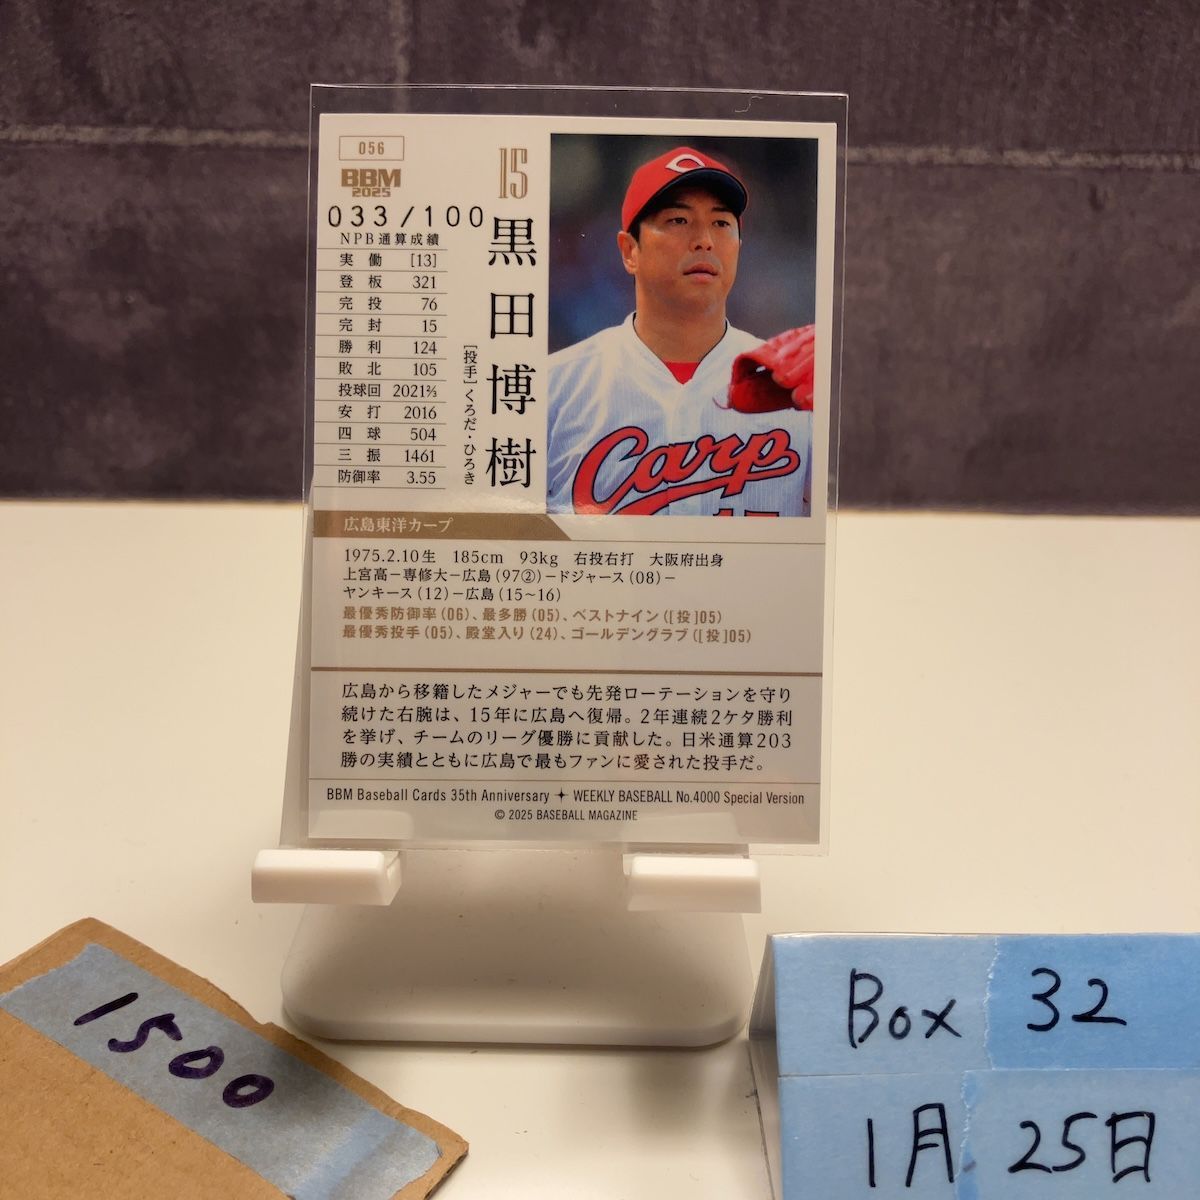 056
BBM
2025
033/100
NPB通算成績
実働 [13]
登板 321
完投 76
完封 15
勝利 124
敗北 105
投球回 2021⅔
安打 2016
四球 504
三振 1461
防御率 3.55
15
黒田博樹
[投手]くろだ・ひろき
C
Carp
15
広島東洋カープ
1975.2.10生 185cm 93kg 右投右打 大阪府出身
上宮高－専修大－広島(97②)－ドジャース(08)－
ヤンキース(12)－広島(15~16)
最優秀防御率(06)、最多勝(05)、ベストナイン([投]05)
最優秀投手(05)、殿堂入り(24)、ゴールデングラブ([投]05)
広島から移籍したメジャーでも先発ローテーションを守り
続けた右腕は、15年に広島へ復帰。2年連続2ケタ勝利
を挙げ、チームのリーグ優勝に貢献した。日米通算203
勝の実績とともに広島で最もファンに愛された投手だ。
BBM Baseball Cards 35th Anniversary ✦ WEEKLY BASEBALL No.4000 Special Version
© 2025 BASEBALL MAGAZINE
1500
Box 32
1月 25日